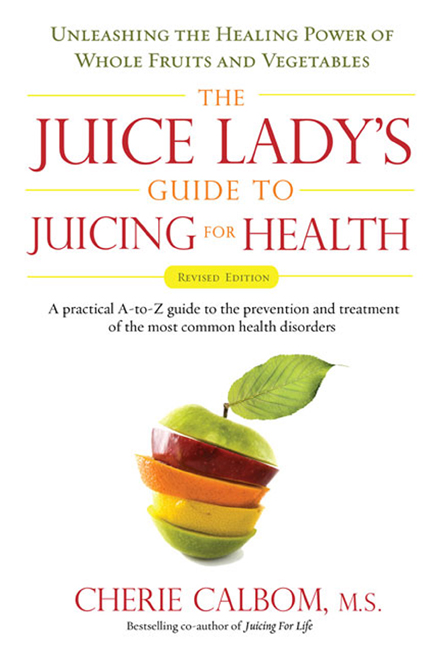 UNLEASHING THE HEALING POWER OF
WHOLE FRUITS AND VEGETABLES
THE
JUICE LADY'S
GUIDE TO
JUICING FOR HEALTH
REVISED EDITION
A practical A-to-Z guide to the prevention and treatment
of the most common health disorders
CHERIE CALBOM, M.S.
Bestselling co-author of Juicing For Life